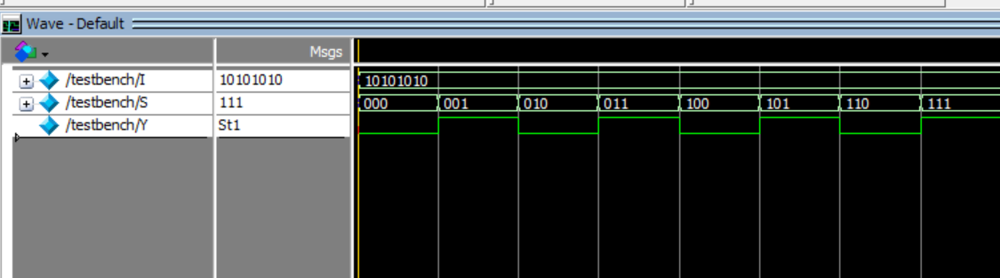 Wave - Default
Msgs
/testbench/I 10101010 10101010
/testbench/S 111 000 001 010 011 100 101 110 111
/testbench/Y St1